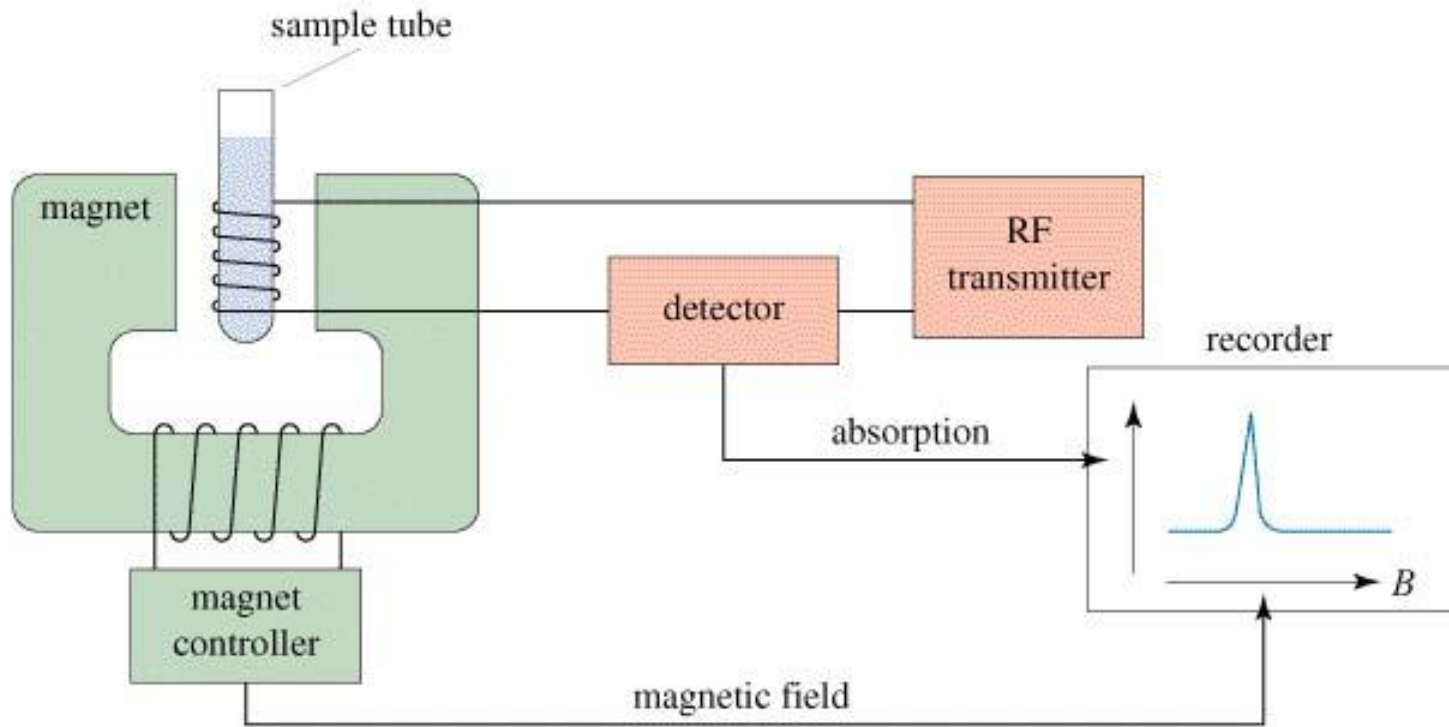 sample tube
magnet
RF
transmitter
detector
recorder
absorption
B
magnet
controller
magnetic field